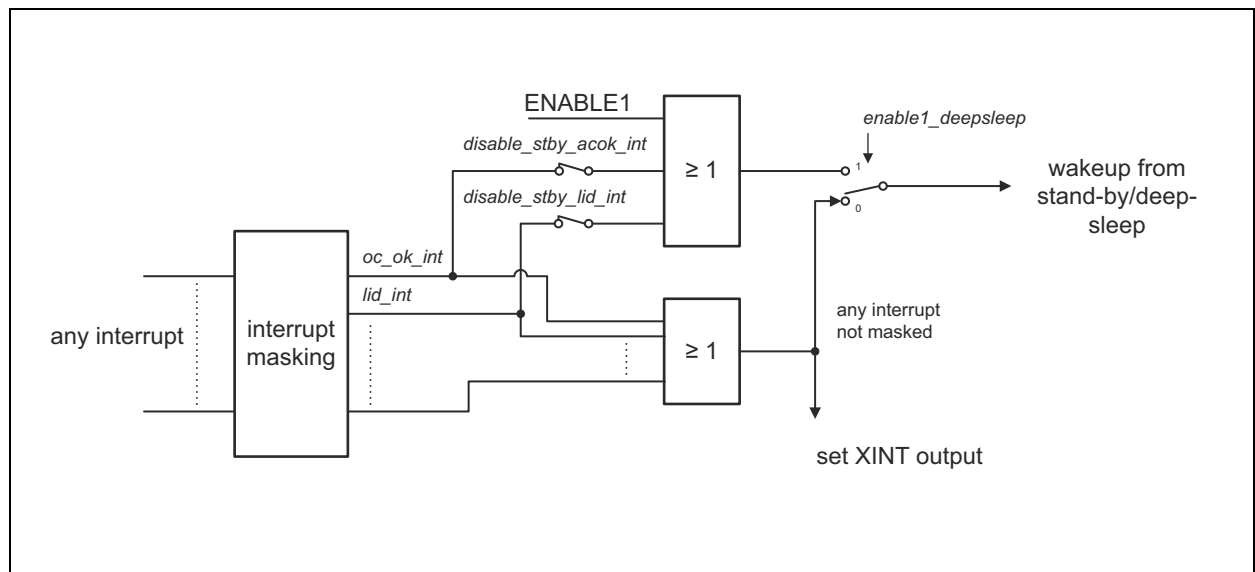 ENABLE1
enable1_deepsleep
disable_stby_acok_int
≥ 1
1
wakeup from
stand-by/deep-
sleep
disable_stby_lid_int
0
oc_ok_int
lid_int
any interrupt
not masked
any interrupt
interrupt
masking
≥ 1
set XINT output